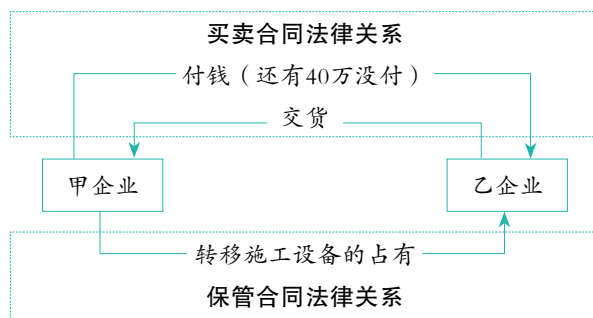 买卖合同法律关系
付钱（还有40万没付）
交货
甲企业
乙企业
转移施工设备的占有
保管合同法律关系